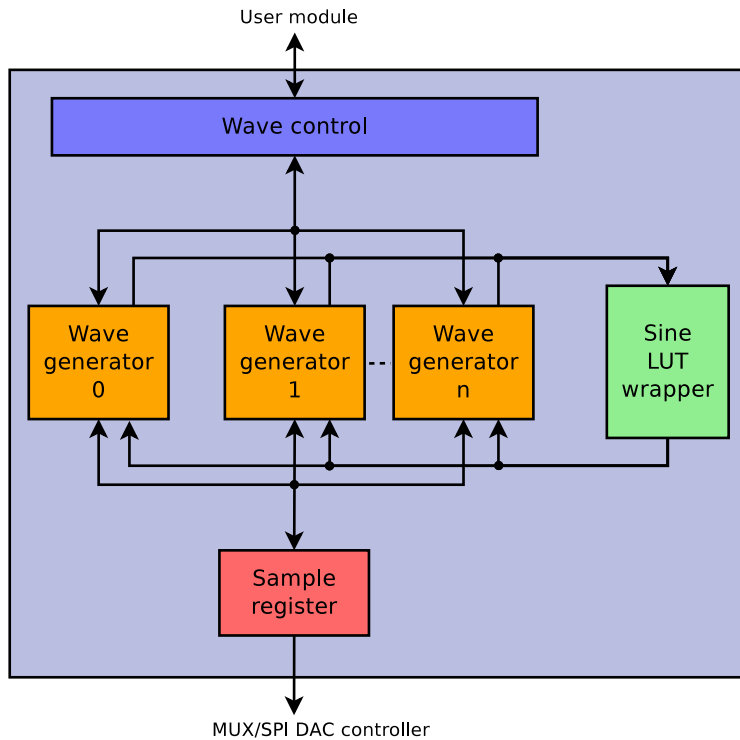 User module
Wave control
Wave
generator
0
Wave
generator
1
Wave
generator
n
Sine
LUT
wrapper
Sample
register
MUX/SPI DAC controller